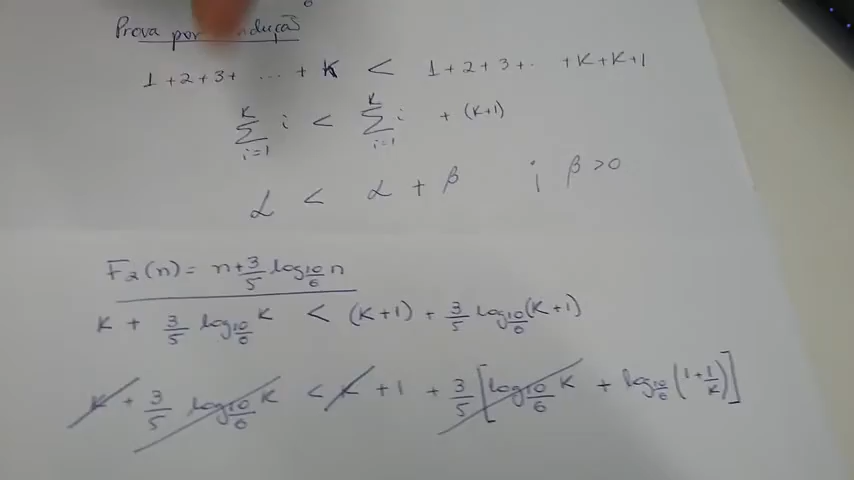 Prova por indução
1 + 2 + 3 + ... + K < 1 + 2 + 3 + .. + K + K + 1
∑_{i=1}^{K} i < ∑_{i=1}^{K} i + (K+1)
α < α + β ; β > 0
F₂(n) = n + 3/5 log_{10/6} n
K + 3/5 log_{10/6} K < (K+1) + 3/5 log_{10/6} (K+1)
K + 3/5 log_{10/6} K < K + 1 + 3/5 [log_{10/6} K + log_{10/6} (1 + 1/K)]